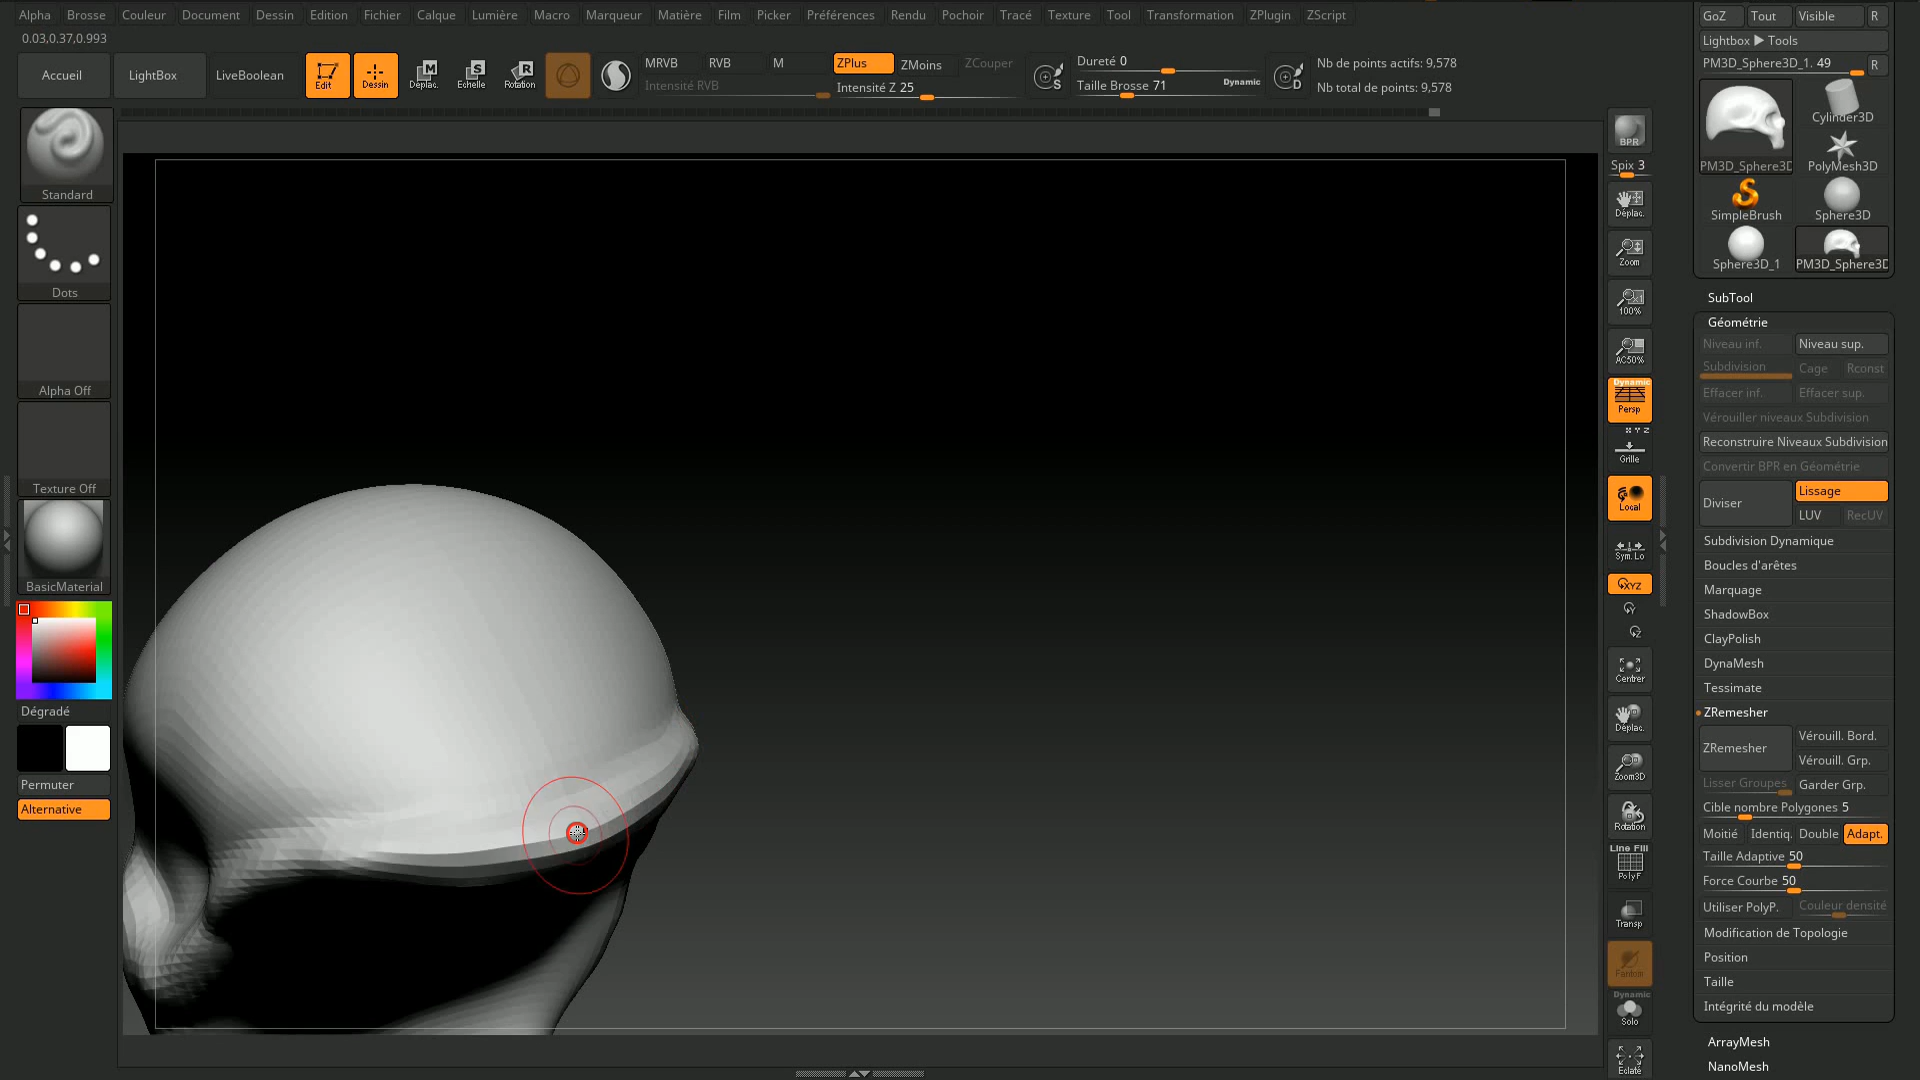 Alpha Brosse Couleur Document Dessin Edition Fichier Calque Lumière Macro Marqueur Matière Film Picker Préférences Rendu Pochoir Tracé Texture Tool Transformation ZPlugin ZScript
0.03,0.37,0.993
Accueil LightBox LiveBoolean Edit Dessin Déplac. Echelle Rotation
MRVB RVB M ZPlus ZMoins ZCouper
Intensité RVB Intensité Z 25
Dureté 0
Taille Brosse 71 Dynamic
Nb de points actifs: 9,578
Nb total de points: 9,578
Standard
Dots
Alpha Off
Texture Off
BasicMaterial
Dégradé
Permuter
Alternative
BPR
Spix 3
Déplac.
Zoom
100%
AC50%
Dynamic
Persp
X Y Z
Grille
Local
Sym. Lo
XYZ
Y
Z
Centrer
Déplac.
Zoom3D
Rotation
Line Fill
PolyF
Transp
Fantôm
Dynamic
Solo
Eclaté
GoZ Tout Visible R
Lightbox ▶ Tools
PM3D_Sphere3D_1. 49 R
Cylinder3D
PM3D_Sphere3D PolyMesh3D
SimpleBrush Sphere3D
Sphere3D_1 PM3D_Sphere3D
SubTool
Géométrie
Niveau inf. Niveau sup.
Subdivision Cage Rconst
Effacer inf. Effacer sup.
Vérouiller niveaux Subdivision
Reconstruire Niveaux Subdivision
Convertir BPR en Géométrie
Diviser Lissage
LUV RecUV
Subdivision Dynamique
Boucles d'arêtes
Marquage
ShadowBox
ClayPolish
DynaMesh
Tessimate
ZRemesher
ZRemesher Vérouill. Bord.
Vérouill. Grp.
Lisser Groupes Garder Grp.
Cible nombre Polygones 5
Moitié Identiq. Double Adapt.
Taille Adaptive 50
Force Courbe 50
Utiliser PolyP. Couleur densité
Modification de Topologie
Position
Taille
Intégrité du modèle
ArrayMesh
NanoMesh